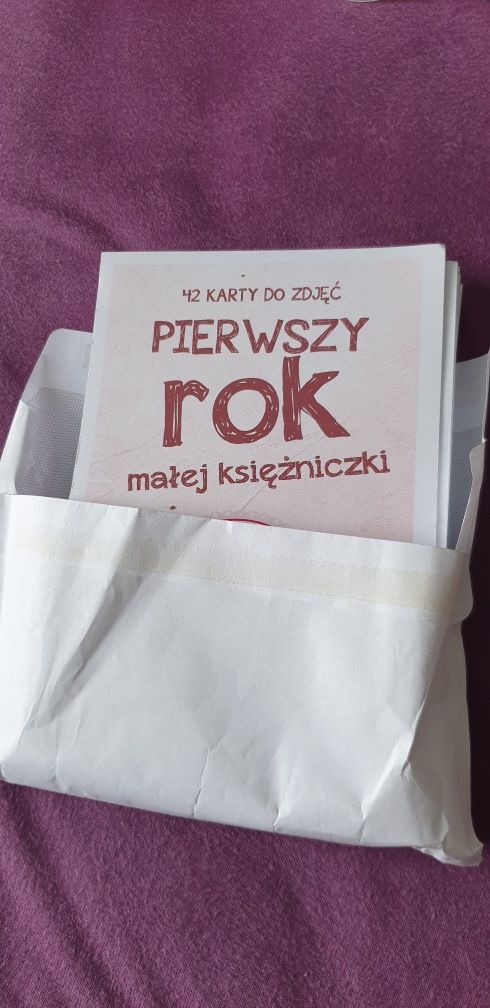 42 KARTY DO ZDJĘĆ
PIERWSZY
rok
małej księżniczki